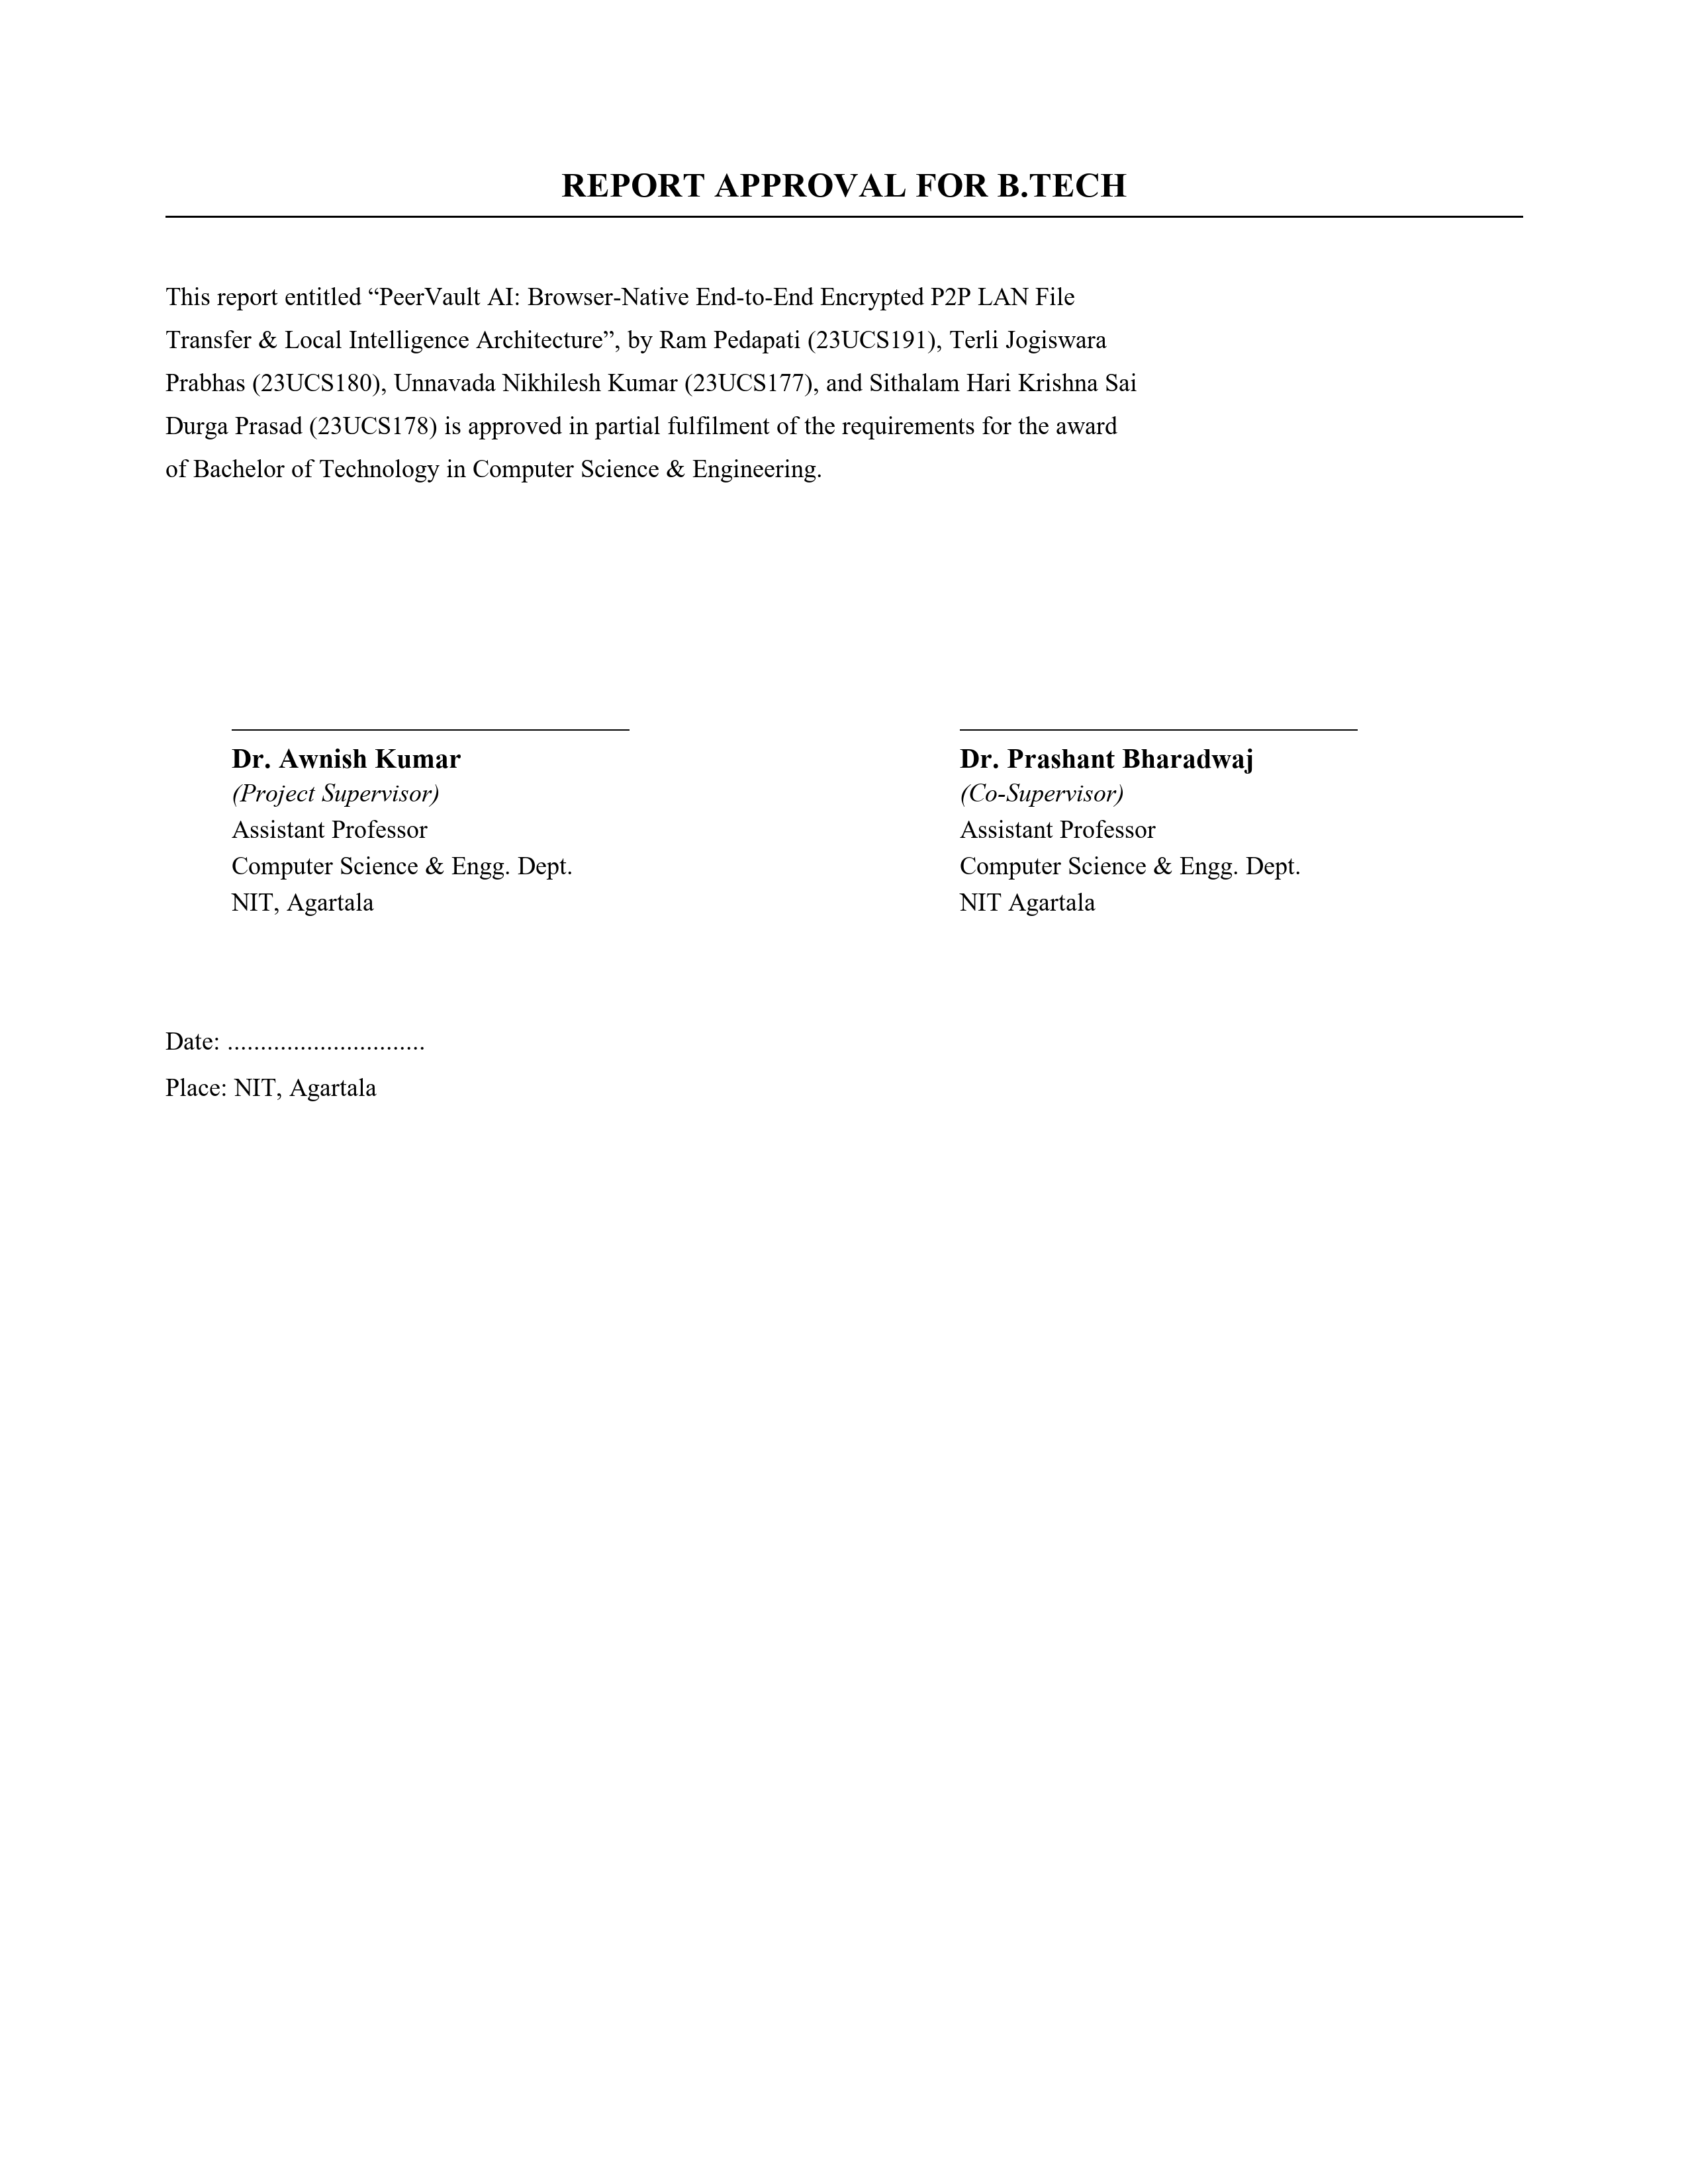 REPORT APPROVAL FOR B.TECH
This report entitled “PeerVault AI: Browser-Native End-to-End Encrypted P2P LAN File
Transfer & Local Intelligence Architecture”, by Ram Pedapati (23UCS191), Terli Jogiswara
Prabhas (23UCS180), Unnavada Nikhilesh Kumar (23UCS177), and Sithalam Hari Krishna Sai
Durga Prasad (23UCS178) is approved in partial fulfilment of the requirements for the award
of Bachelor of Technology in Computer Science & Engineering.
Dr. Awnish Kumar
(Project Supervisor)
Assistant Professor
Computer Science & Engg. Dept.
NIT, Agartala
Dr. Prashant Bharadwaj
(Co-Supervisor)
Assistant Professor
Computer Science & Engg. Dept.
NIT Agartala
Date: ..............................
Place: NIT, Agartala